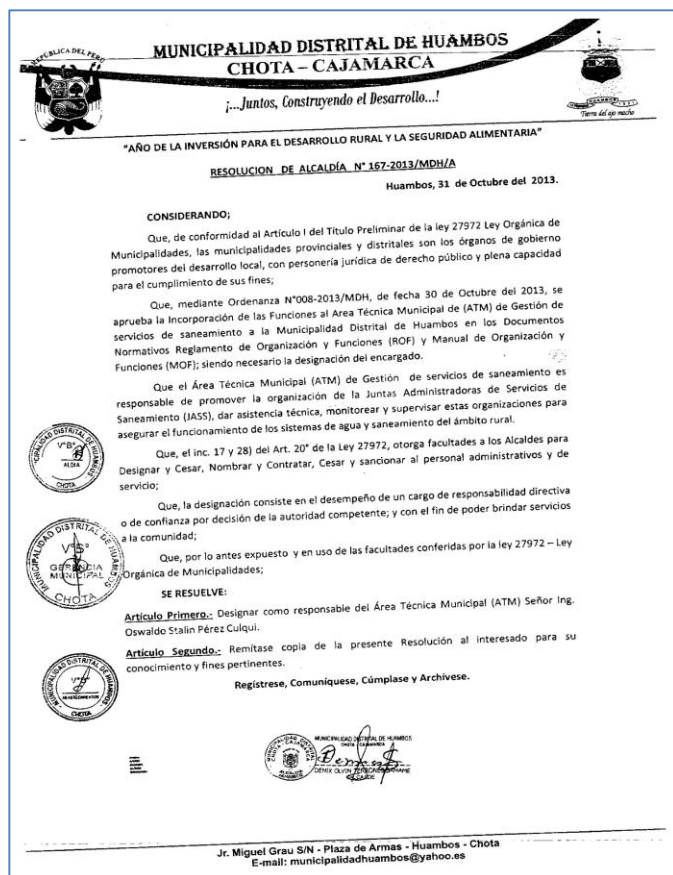 REPÚBLICA DEL PERÚ
MUNICIPALIDAD DISTRITAL DE HUAMBOS
CHOTA – CAJAMARCA
¡...Juntos, Construyendo el Desarrollo...!
HUAMBOS
Tierra del ajo macho
"AÑO DE LA INVERSIÓN PARA EL DESARROLLO RURAL Y LA SEGURIDAD ALIMENTARIA"
RESOLUCION DE ALCALDÍA N° 167-2013/MDH/A
Huambos, 31 de Octubre del 2013.
CONSIDERANDO;
Que, de conformidad al Artículo I del Título Preliminar de la ley 27972 Ley Orgánica de
Municipalidades, las municipalidades provinciales y distritales son los órganos de gobierno
promotores del desarrollo local, con personería jurídica de derecho público y plena capacidad
para el cumplimiento de sus fines;
Que, mediante Ordenanza N°008-2013/MDH, de fecha 30 de Octubre del 2013, se
aprueba la Incorporación de las Funciones al Area Técnica Municipal de (ATM) de Gestión de
servicios de saneamiento a la Municipalidad Distrital de Huambos en los Documentos
Normativos Reglamento de Organización y Funciones (ROF) y Manual de Organización y
Funciones (MOF); siendo necesario la designación del encargado.
Que el Área Técnica Municipal (ATM) de Gestión de servicios de saneamiento es
responsable de promover la organización de la Juntas Administradoras de Servicios de
Saneamiento (JASS), dar asistencia técnica, monitorear y supervisar estas organizaciones para
asegurar el funcionamiento de los sistemas de agua y saneamiento del ámbito rural.
Que, el inc. 17 y 28) del Art. 20° de la Ley 27972, otorga facultades a los Alcaldes para
Designar y Cesar, Nombrar y Contratar, Cesar y sancionar al personal administrativos y de
servicio;
Que, la designación consiste en el desempeño de un cargo de responsabilidad directiva
o de confianza por decisión de la autoridad competente; y con el fin de poder brindar servicios
a la comunidad;
Que, por lo antes expuesto y en uso de las facultades conferidas por la ley 27972 – Ley
Orgánica de Municipalidades;
SE RESUELVE:
Artículo Primero.- Designar como responsable del Área Técnica Municipal (ATM) Señor Ing.
Oswaldo Stalin Pérez Culqui.
Artículo Segundo.- Remítase copia de la presente Resolución al interesado para su
conocimiento y fines pertinentes.
Regístrese, Comuníquese, Cúmplase y Archívese.
V°B°
CHOTA
MUNICIPALIDAD DISTRITAL DE HUAMBOS
V°B°
GERENCIA
MUNICIPAL
CHOTA
MUNICIPALIDAD DISTRITAL DE HUAMBOS
V°B°
CHOTA
MUNICIPALIDAD DISTRITAL DE HUAMBOS
CHOTA - CAJAMARCA
ALCALDE
Jr. Miguel Grau S/N - Plaza de Armas - Huambos - Chota
E-mail: municipalidadhuambos@yahoo.es